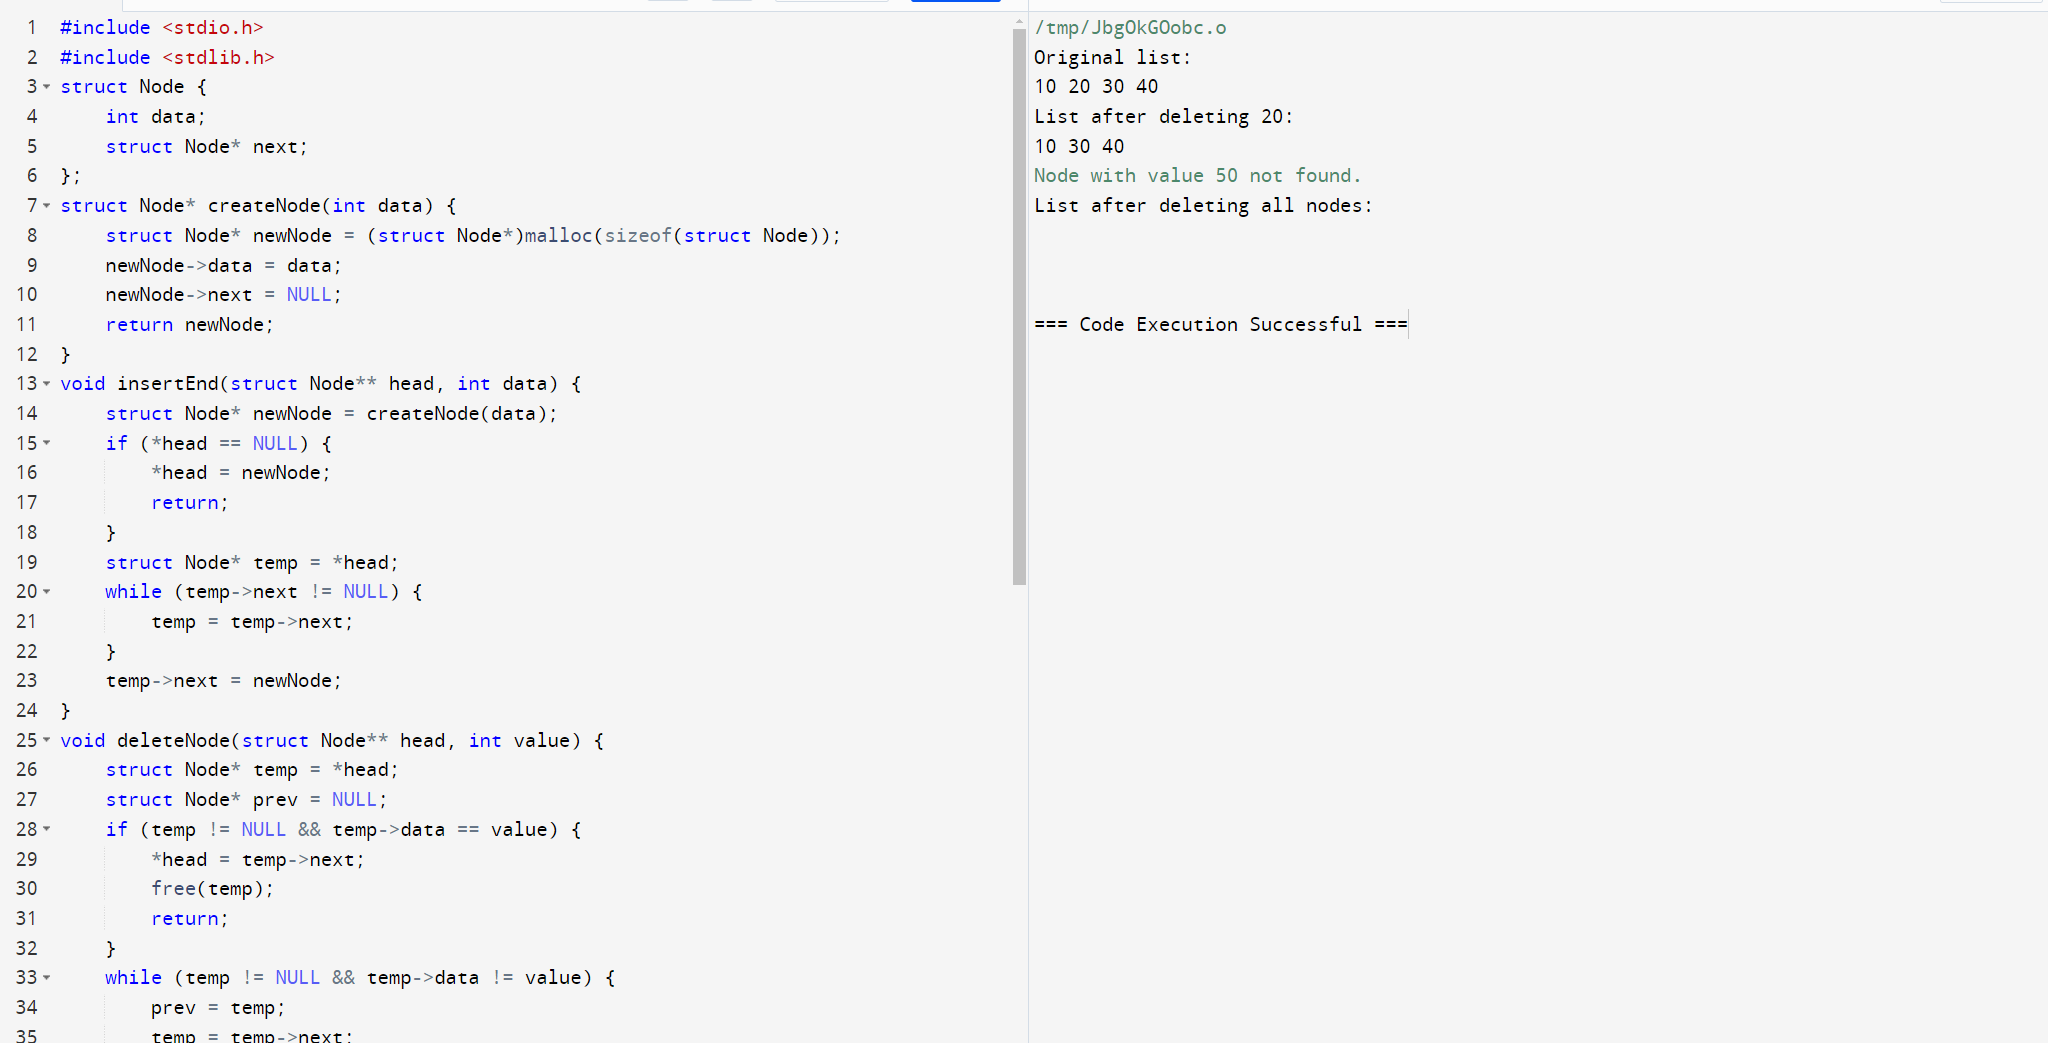 1 #include <stdio.h>
2 #include <stdlib.h>
3 struct Node {
4     int data;
5     struct Node* next;
6 };
7 struct Node* createNode(int data) {
8     struct Node* newNode = (struct Node*)malloc(sizeof(struct Node));
9     newNode->data = data;
10     newNode->next = NULL;
11     return newNode;
12 }
13 void insertEnd(struct Node** head, int data) {
14     struct Node* newNode = createNode(data);
15     if (*head == NULL) {
16         *head = newNode;
17         return;
18     }
19     struct Node* temp = *head;
20     while (temp->next != NULL) {
21         temp = temp->next;
22     }
23     temp->next = newNode;
24 }
25 void deleteNode(struct Node** head, int value) {
26     struct Node* temp = *head;
27     struct Node* prev = NULL;
28     if (temp != NULL && temp->data == value) {
29         *head = temp->next;
30         free(temp);
31         return;
32     }
33     while (temp != NULL && temp->data != value) {
34         prev = temp;
35         temp = temp->next;
/tmp/JbgOkGOobc.o
Original list:
10 20 30 40
List after deleting 20:
10 30 40
Node with value 50 not found.
List after deleting all nodes:
=== Code Execution Successful ===